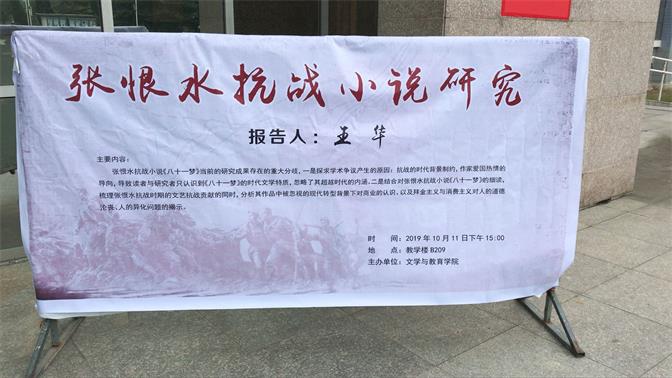 张恨水抗战小说研究
报告人：王华
主要内容：
张恨水抗战小说《八十一梦》当前的研究成果存在的重大分歧，一是探求学术争议产生的原因：抗战的时代背景制约，作家爱国热情的
导向，导致读者与研究者只认识到《八十一梦》的时代文学特质，忽略了其超越时代的内涵。二是结合对张恨水抗战小说《八十一梦》的细读，
梳理张恨水抗战时期的文艺抗战贡献的同时，分析其作品中被忽视的现代转型背景下对商业的认识，以及拜金主义与消费主义对人的道德
沦丧、人的异化问题的揭示。
时 间：2019年10月11日下午15:00
地 点：教学楼B209
主办单位：文学与教育学院